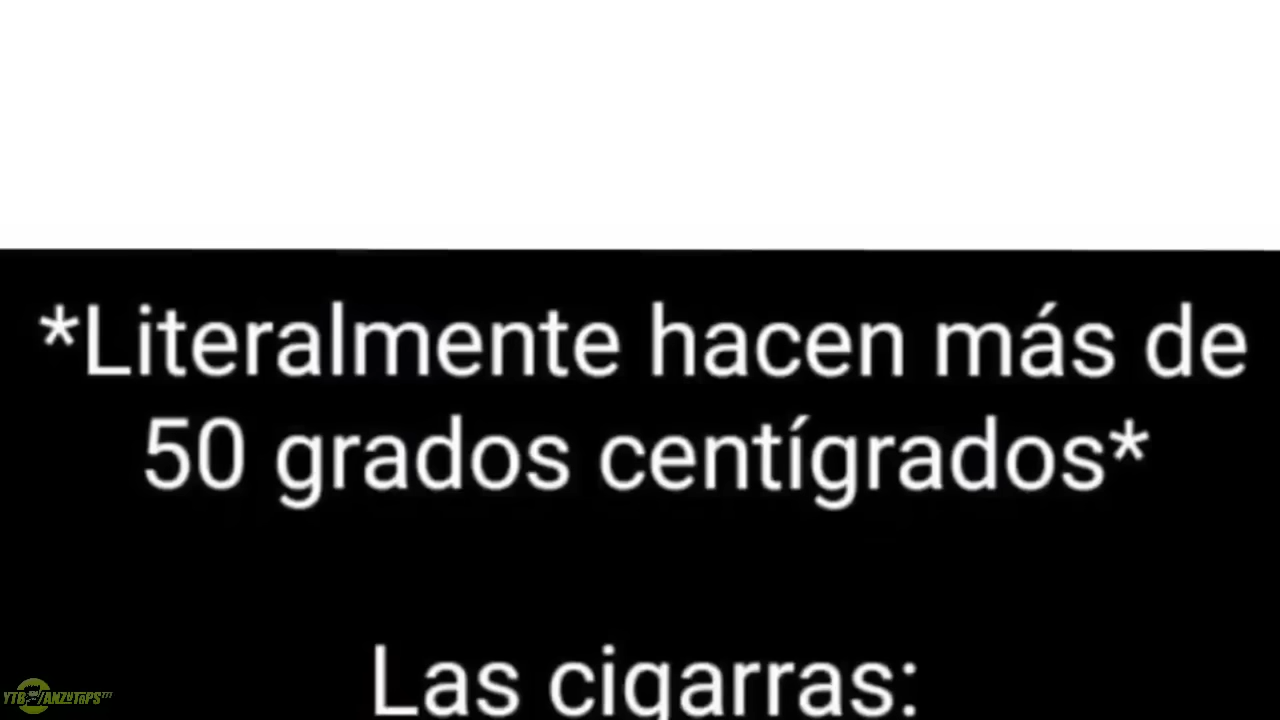 *Literalmente hacen más de
50 grados centígrados*
Las cigarras: